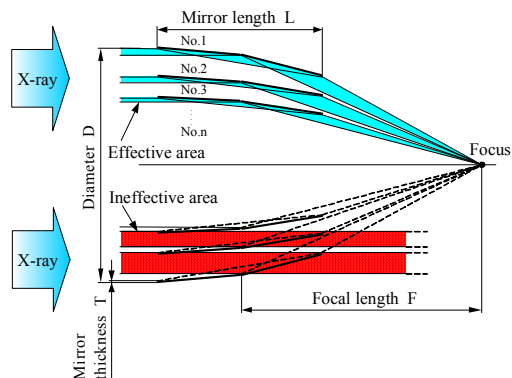 Mirror length L
No.1
No.2
No.3
No.n
X-ray
Effective area
Diameter D
Focus
Ineffective area
X-ray
Focal length F
Mirror
thickness T